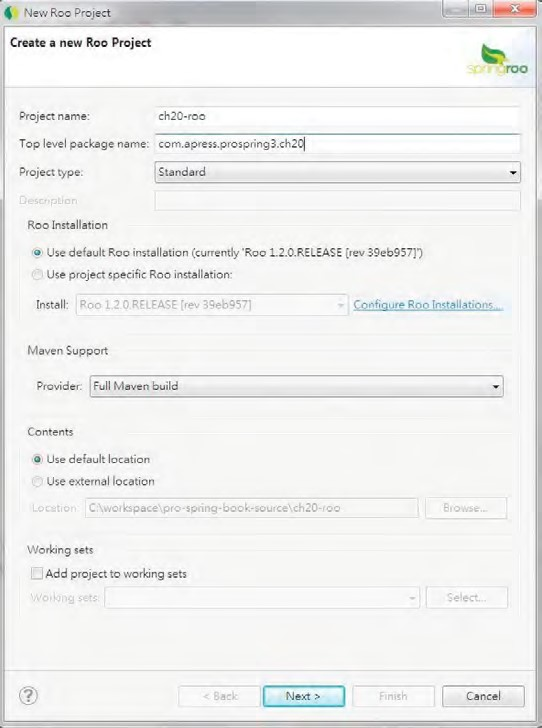 New Roo Project
Create a new Roo Project
springroo
Project name: ch20-roo
Top level package name: com.apress.prospring3.ch20
Project type: Standard
Description
Roo Installation
Use default Roo installation (currently 'Roo 1.2.0.RELEASE [rev 39eb957]')
Use project specific Roo installation:
Install: Roo 1.2.0.RELEASE [rev 39eb957] Configure Roo Installations...
Maven Support
Provider: Full Maven build
Contents
Use default location
Use external location
Location: C:\workspace\pro-spring-book-source\ch20-roo Browse...
Working sets
Add project to working sets
Working sets: Select...
? < Back Next > Finish Cancel